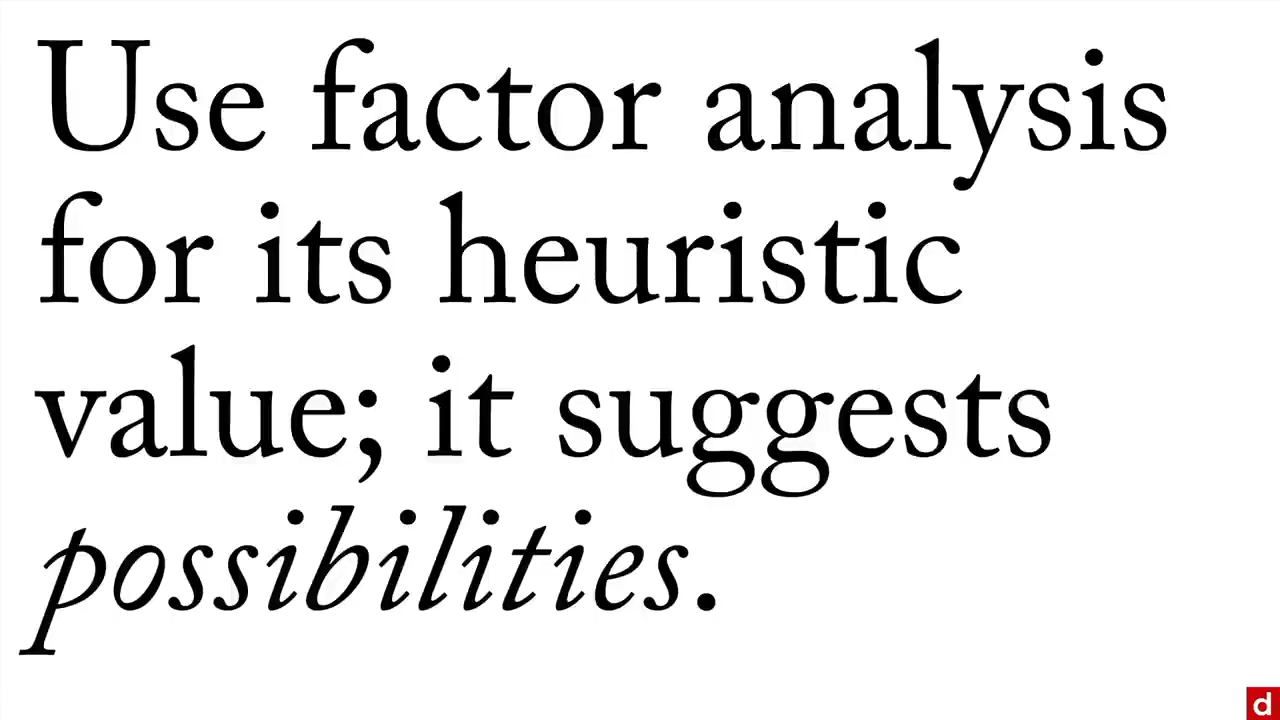 Use factor analysis
for its heuristic
value; it suggests
possibilities.
d